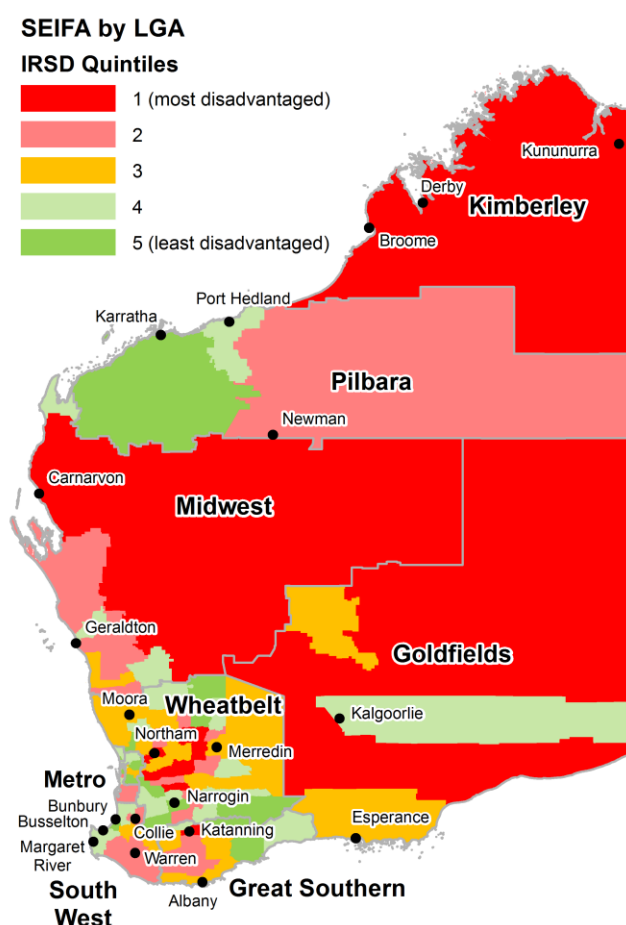 SEIFA by LGA
IRSD Quintiles
1 (most disadvantaged)
2
3
4
5 (least disadvantaged)
Kununurra
Derby
Kimberley
Broome
Port Hedland
Karratha
Pilbara
Newman
Carnarvon
Midwest
Geraldton
Goldfields
Moora
Wheatbelt
Kalgoorlie
Northam
Merredin
Metro
Narrogin
Bunbury
Busselton
Esperance
Collie
Katanning
Margaret
River
Warren
South
West
Great Southern
Albany